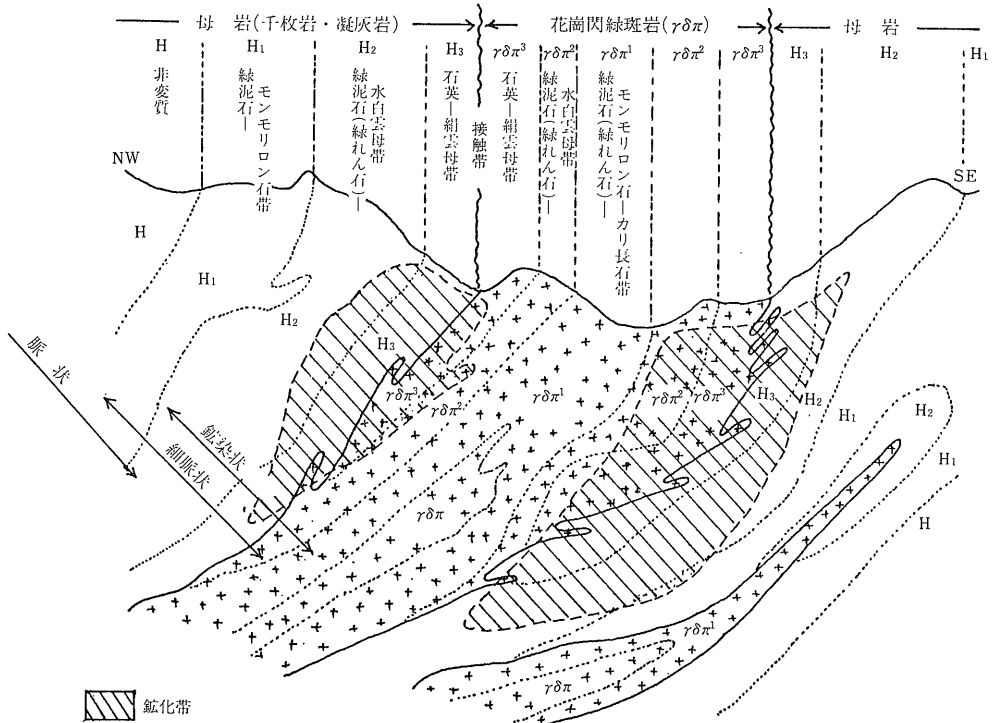 母 岩(千枚岩・凝灰岩)
花崗閃緑斑岩(γδπ)
母 岩
H
H₁
H₂
H₃
γδπ³
γδπ²
γδπ¹
γδπ²
γδπ³
H₃
H₂
H₁
非変質
緑泥石—
モンモリロン石帯
緑泥石(緑れん石)—
水白雲母帯
石英—絹雲母帯
接触帯
石英—絹雲母帯
緑泥石(緑れん石)—
水白雲母帯
緑泥石(緑れん石)—
モンモリロン石—カリ長石帯
NW
SE
H
H₁
H₂
H₃
γδπ³
γδπ²
γδπ¹
γδπ²
γδπ³
H₃
H₂
H₁
H₂
H₁
H
脈 状
細脈状
鉱染状
γδπ
γδπ¹
γδπ
鉱化帯